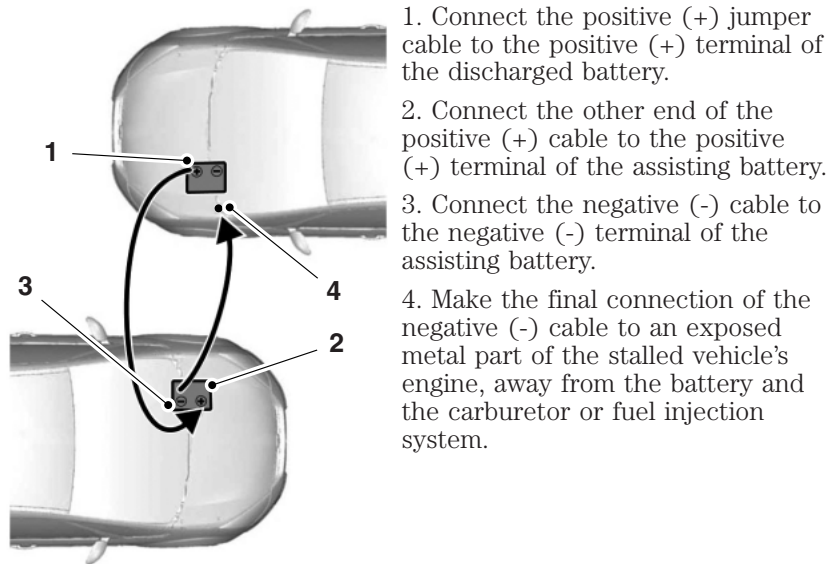 1. Connect the positive (+) jumper
cable to the positive (+) terminal of
the discharged battery.
2. Connect the other end of the
positive (+) cable to the positive
(+) terminal of the assisting battery.
3. Connect the negative (-) cable to
the negative (-) terminal of the
assisting battery.
4. Make the final connection of the
negative (-) cable to an exposed
metal part of the stalled vehicle's
engine, away from the battery and
the carburetor or fuel injection
system.
1
+ −
4
3
2
− +